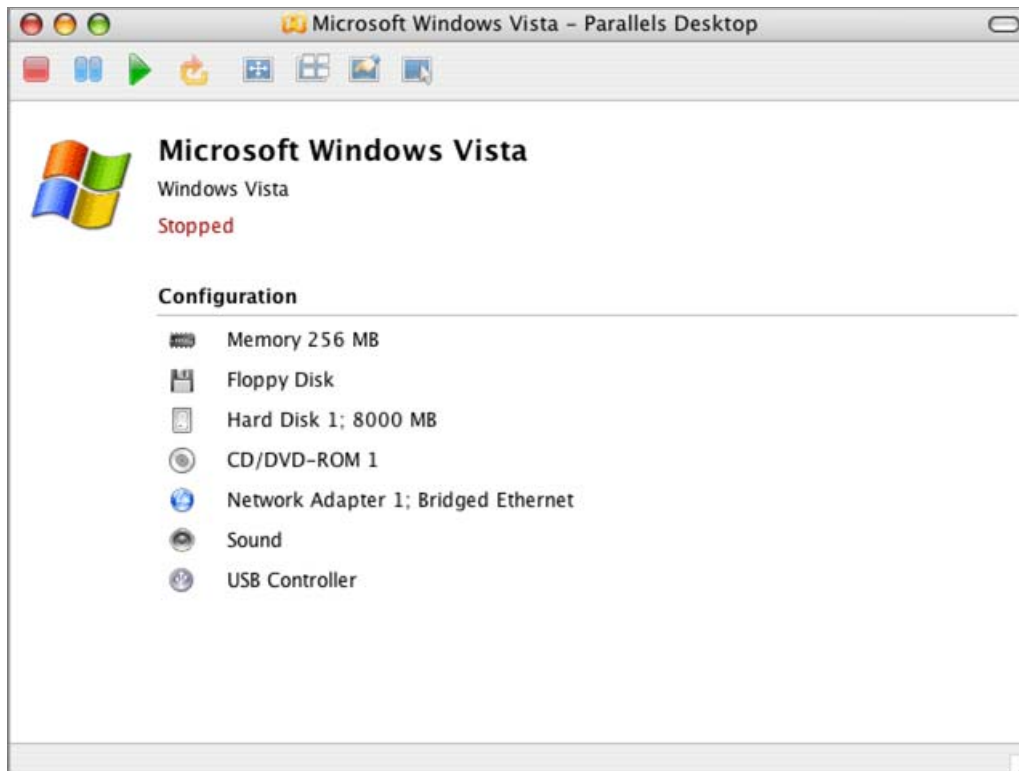 Microsoft Windows Vista – Parallels Desktop
Microsoft Windows Vista
Windows Vista
Stopped
Configuration
Memory 256 MB
Floppy Disk
Hard Disk 1; 8000 MB
CD/DVD-ROM 1
Network Adapter 1; Bridged Ethernet
Sound
USB Controller